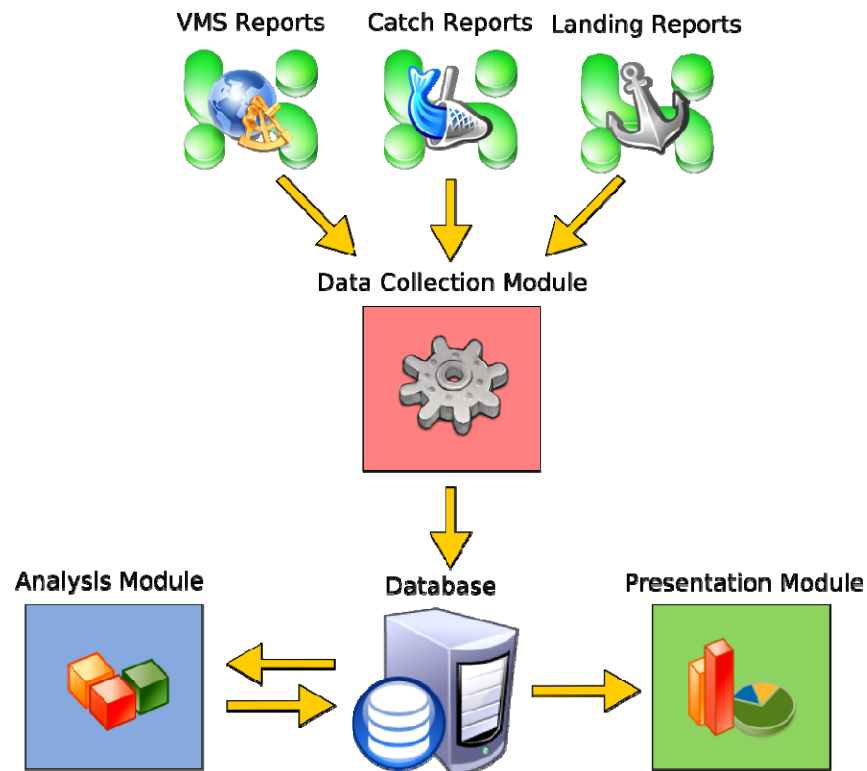 VMS Reports
Catch Reports
Landing Reports
Data Collection Module
Analysis Module
Database
Presentation Module